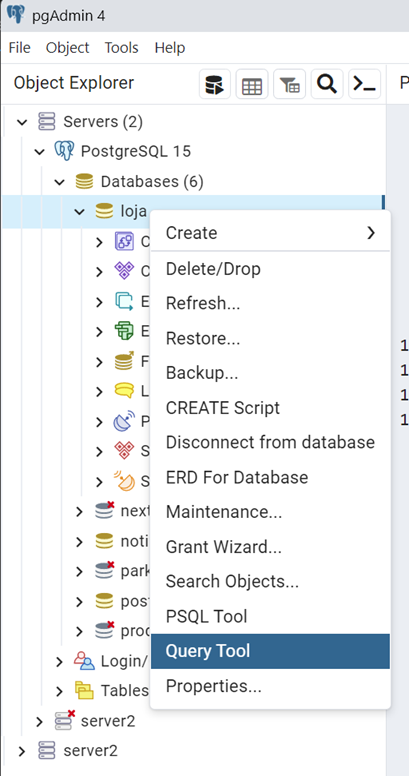 pgAdmin 4
File Object Tools Help
Object Explorer
Servers (2)
PostgreSQL 15
Databases (6)
loja
Create
Delete/Drop
Refresh...
Restore...
Backup...
CREATE Script
Disconnect from database
ERD For Database
Maintenance...
Grant Wizard...
Search Objects...
PSQL Tool
Query Tool
Properties...
C
C
E
E
F
L
P
S
S
next
noti
park
post
prod
Login/
Tables
server2
server2
P
1
1
1
1